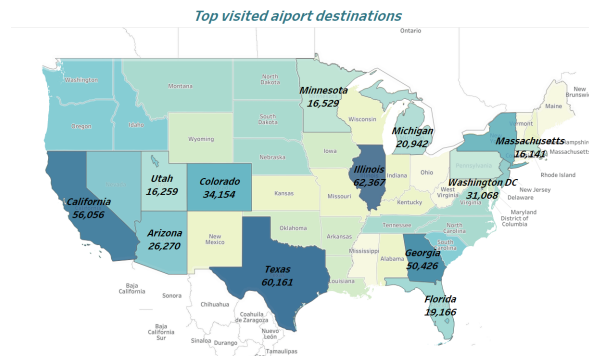 Top visited aiport destinations
Ontario
Washington
Montana
North
Dakota
Minnesota
16,529
New
Brunswick
Maine
Oregon
Idaho
South
Dakota
Wisconsin
Michigan
20,942
Vermont
Massachusetts
16,141
Hampshire
Massachusetts
Wyoming
Iowa
Nebraska
Illinois
62,367
Indiana
Ohio
Pennsylvania
Rhode Island
Utah
16,259
Colorado
34,154
Kansas
Missouri
Kentucky
West
Virginia
Washington DC
31,068
Virginia
New Jersey
Delaware
Maryland
District of
Columbia
California
56,056
Arizona
26,270
New
Mexico
Oklahoma
Arkansas
Tennessee
North
Carolina
South
Carolina
Mississippi
Alabama
Georgia
50,426
Texas
60,161
Louisiana
Florida
19,166
Baja
California
Sonora
Chihuahua
Coahuila
de Zaragoza
Baja
California
Sur
Sinaloa
Durango
Nuevo
León
Tamaulipas